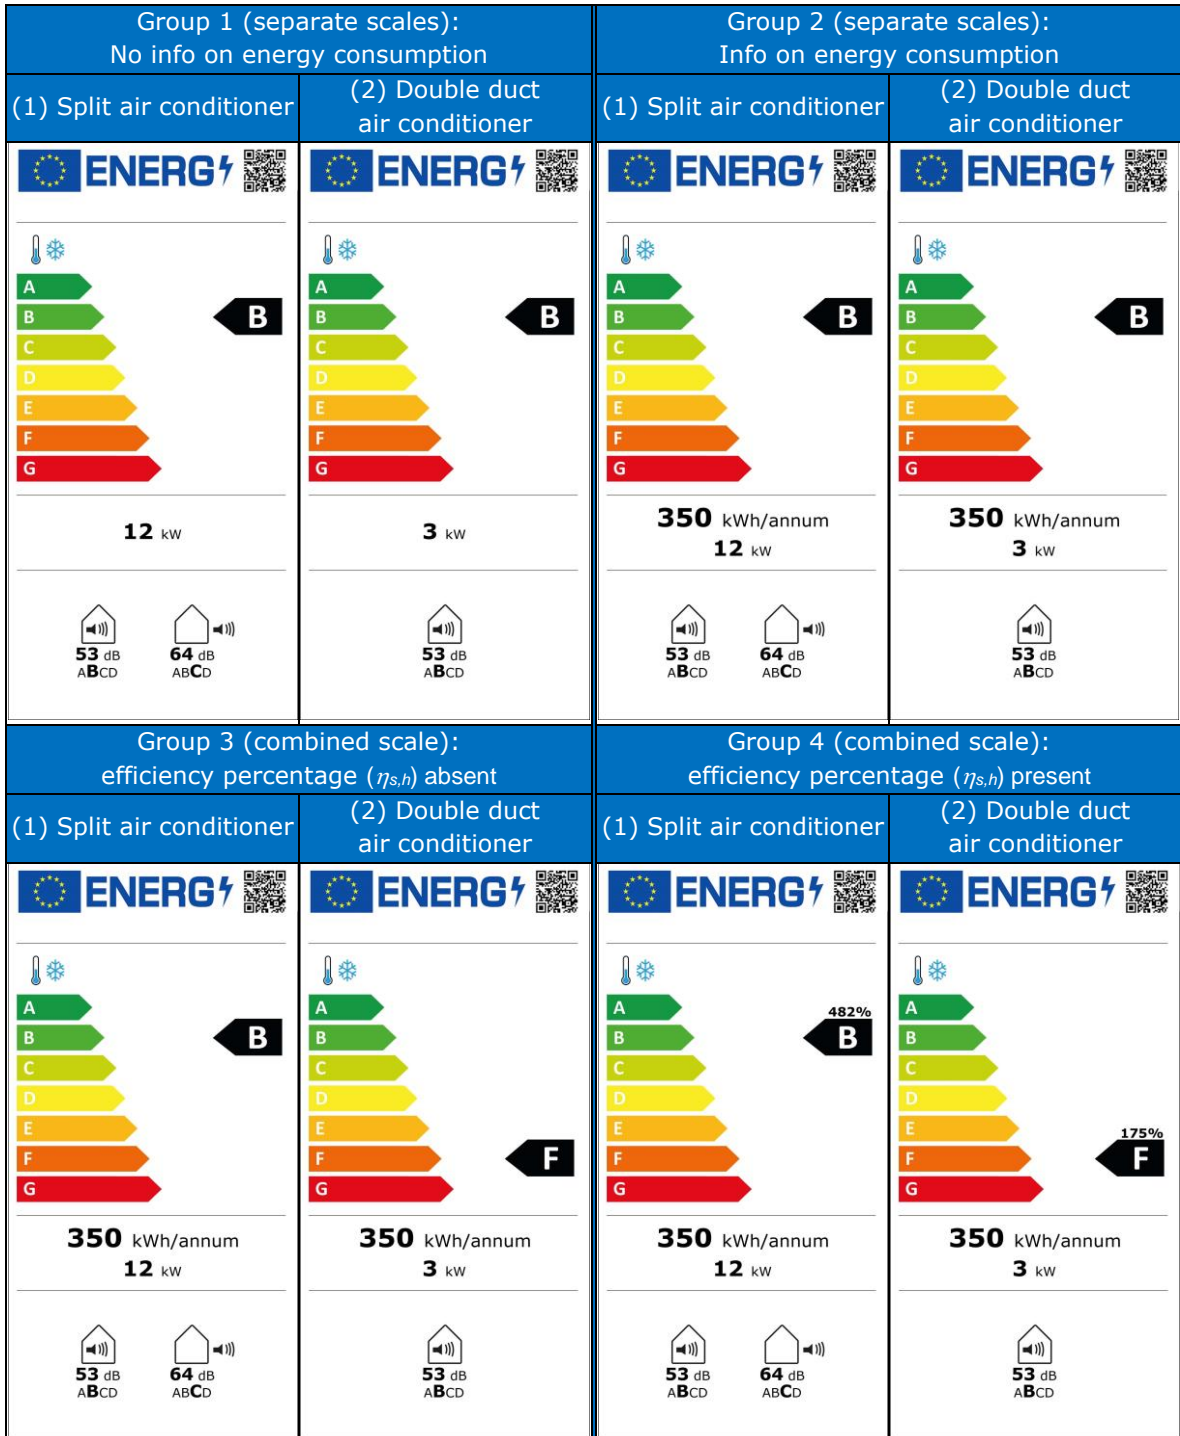 Group 1 (separate scales):
No info on energy consumption
Group 2 (separate scales):
Info on energy consumption
(1) Split air conditioner
(2) Double duct
air conditioner
(1) Split air conditioner
(2) Double duct
air conditioner
ENERG
A
B
C
D
E
F
G
B
12 kW
53 dB
ABCD
64 dB
ABCD
ENERG
A
B
C
D
E
F
G
B
3 kW
53 dB
ABCD
ENERG
A
B
C
D
E
F
G
B
350 kWh/annum
12 kW
53 dB
ABCD
64 dB
ABCD
ENERG
A
B
C
D
E
F
G
B
350 kWh/annum
3 kW
53 dB
ABCD
Group 3 (combined scale):
efficiency percentage (ηs,h) absent
Group 4 (combined scale):
efficiency percentage (ηs,h) present
(1) Split air conditioner
(2) Double duct
air conditioner
(1) Split air conditioner
(2) Double duct
air conditioner
ENERG
A
B
C
D
E
F
G
B
350 kWh/annum
12 kW
53 dB
ABCD
64 dB
ABCD
ENERG
A
B
C
D
E
F
G
F
350 kWh/annum
3 kW
53 dB
ABCD
ENERG
A
B
C
D
E
F
G
482%
B
350 kWh/annum
12 kW
53 dB
ABCD
64 dB
ABCD
ENERG
A
B
C
D
E
F
G
175%
F
350 kWh/annum
3 kW
53 dB
ABCD